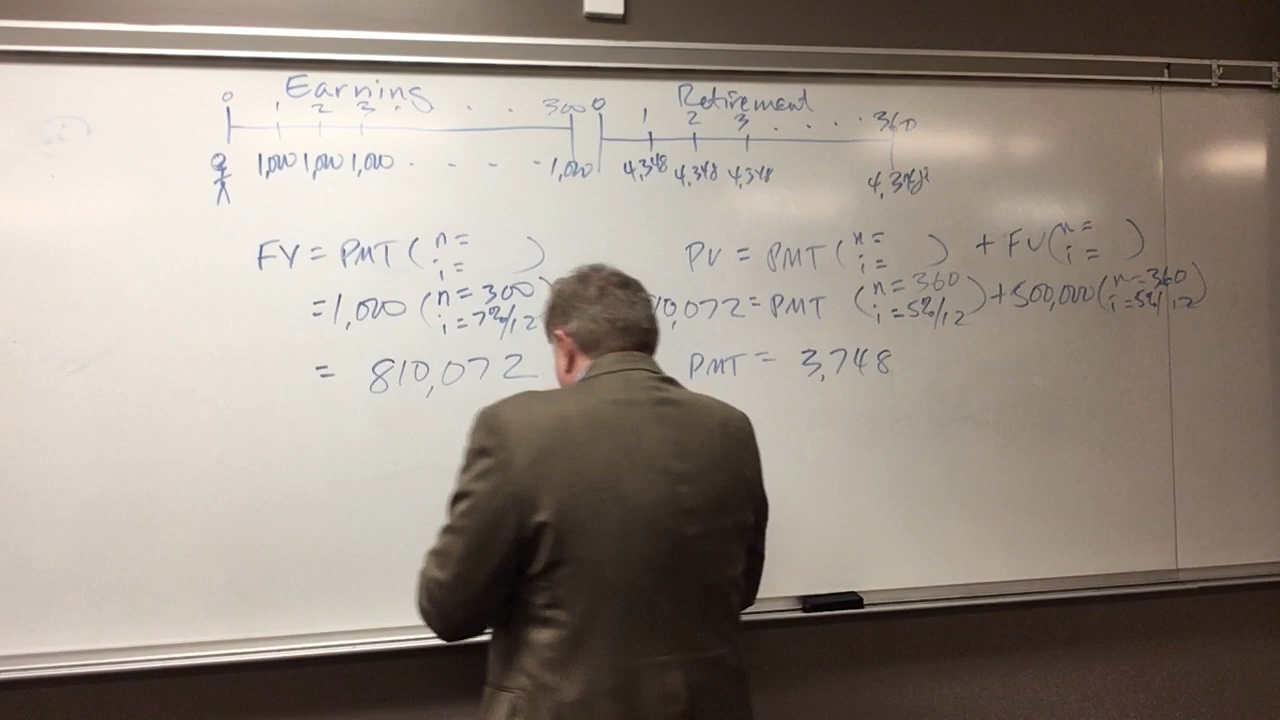 Earning Retirement
0 1 2 3 . . . . 300 0 1 2 3 . . . . 360
1,000 1,000 1,000 . - - - - 1,000 4,348 4,348 4,348 4,348
FV = PMT ( n = i = ) PV = PMT ( n = i = ) + FV ( n = i = )
= 1,000 ( n = 300 i = 7%/12 10,072 = PMT ( n = 360 i = 5%/12 ) + 500,000 ( n = 360 i = 5%/12 )
= 810,072 PMT = 3,748